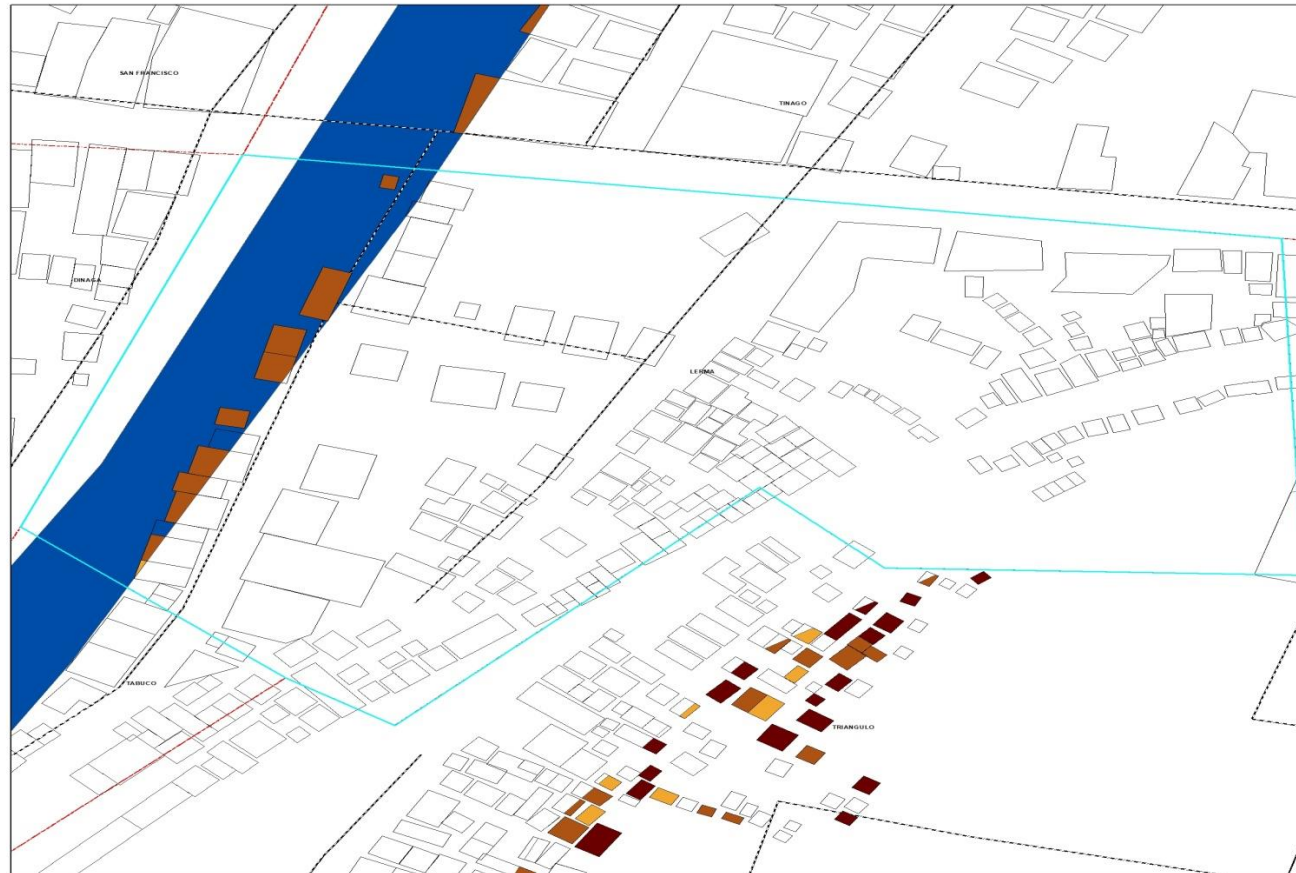 SAN FRANCISCO
TINAGO
DINAGA
LERMA
TABUCO
TRIANGULO